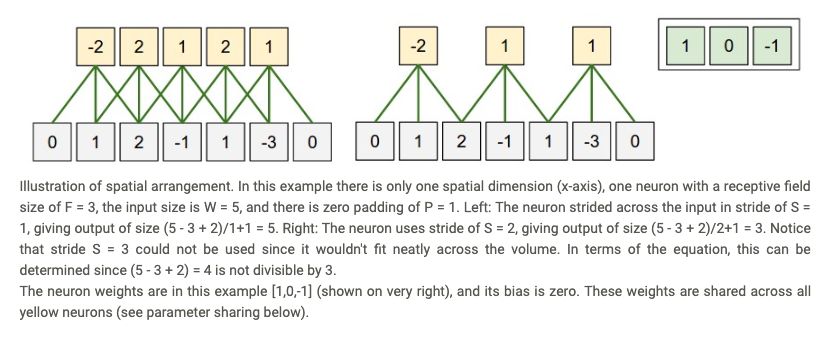 -2 2 1 2 1 -2 1 1 1 0 -1
0 1 2 -1 1 -3 0 0 1 2 -1 1 -3 0
Illustration of spatial arrangement. In this example there is only one spatial dimension (x-axis), one neuron with a receptive field
size of F = 3, the input size is W = 5, and there is zero padding of P = 1. Left: The neuron strided across the input in stride of S =
1, giving output of size (5 - 3 + 2)/1+1 = 5. Right: The neuron uses stride of S = 2, giving output of size (5 - 3 + 2)/2+1 = 3. Notice
that stride S = 3 could not be used since it wouldn't fit neatly across the volume. In terms of the equation, this can be
determined since (5 - 3 + 2) = 4 is not divisible by 3.
The neuron weights are in this example [1,0,-1] (shown on very right), and its bias is zero. These weights are shared across all
yellow neurons (see parameter sharing below).